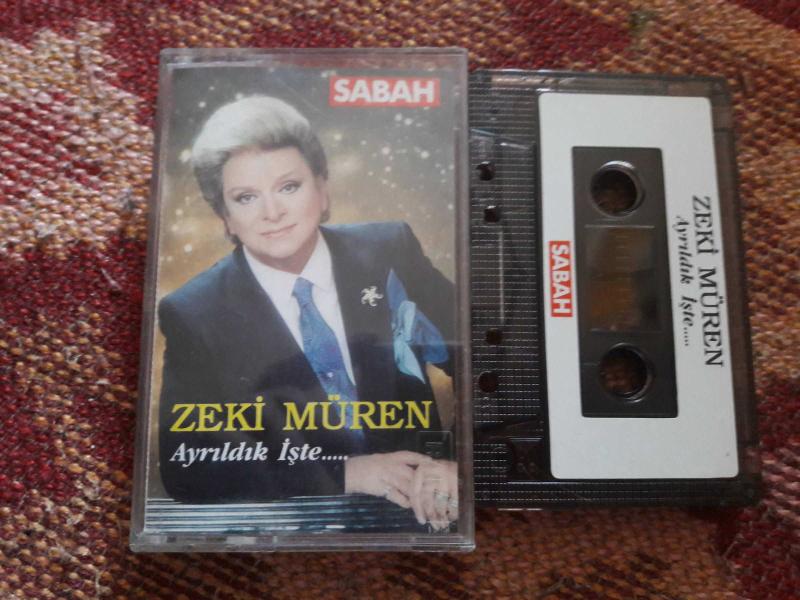 SABAH
ZEKİ MÜREN
Ayrıldık İşte.....
ZEKİ MÜREN
Ayrıldık İşte.....
SABAH